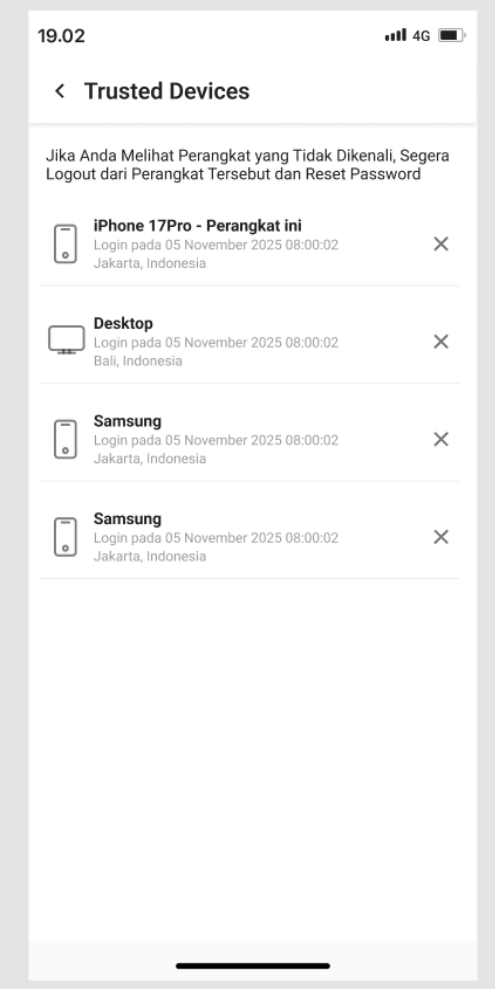 19.02
4G
Trusted Devices
Jika Anda Melihat Perangkat yang Tidak Dikenali, Segera
Logout dari Perangkat Tersebut dan Reset Password
iPhone 17Pro - Perangkat ini
Login pada 05 November 2025 08:00:02
Jakarta, Indonesia
Desktop
Login pada 05 November 2025 08:00:02
Bali, Indonesia
Samsung
Login pada 05 November 2025 08:00:02
Jakarta, Indonesia
Samsung
Login pada 05 November 2025 08:00:02
Jakarta, Indonesia